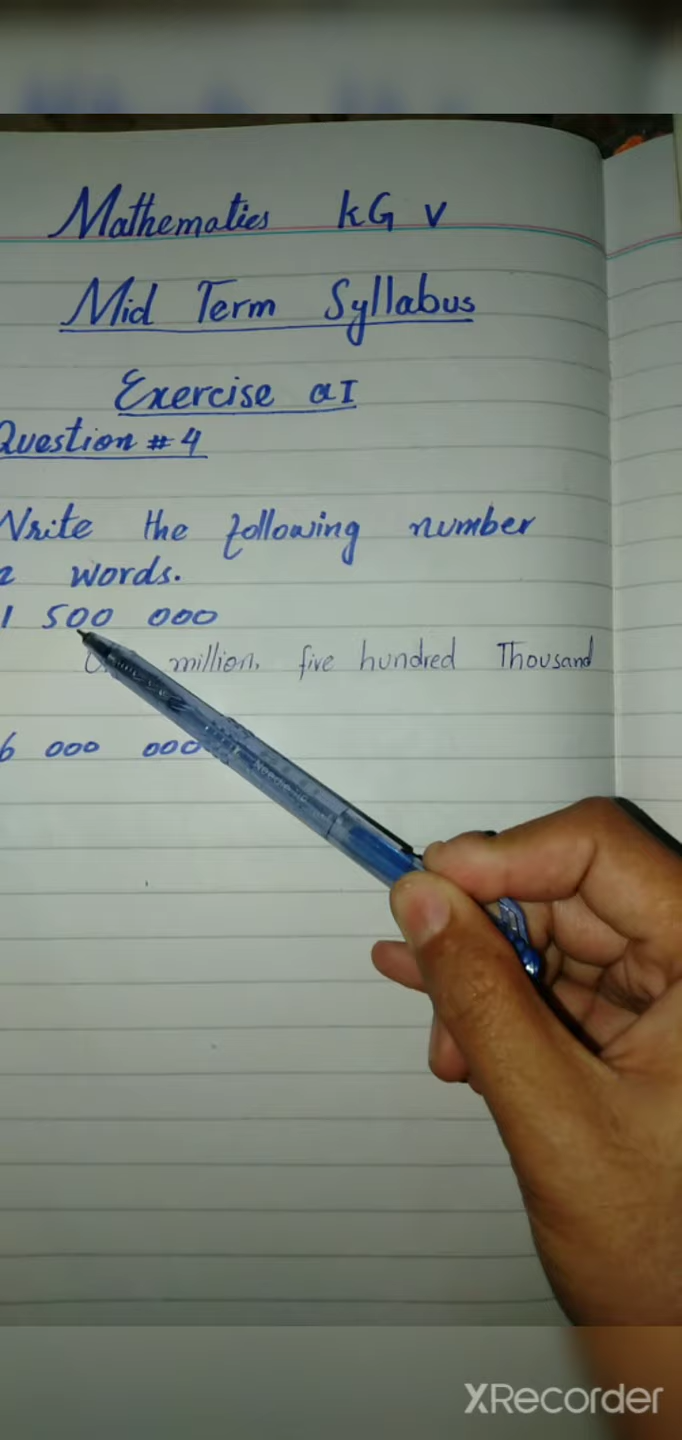 Mathematics KG V
Mid Term Syllabus
Exercise a I
Question # 4
Write the following number
words.
1 500 000
million, five hundred Thousand
6 000 000
XRecorder